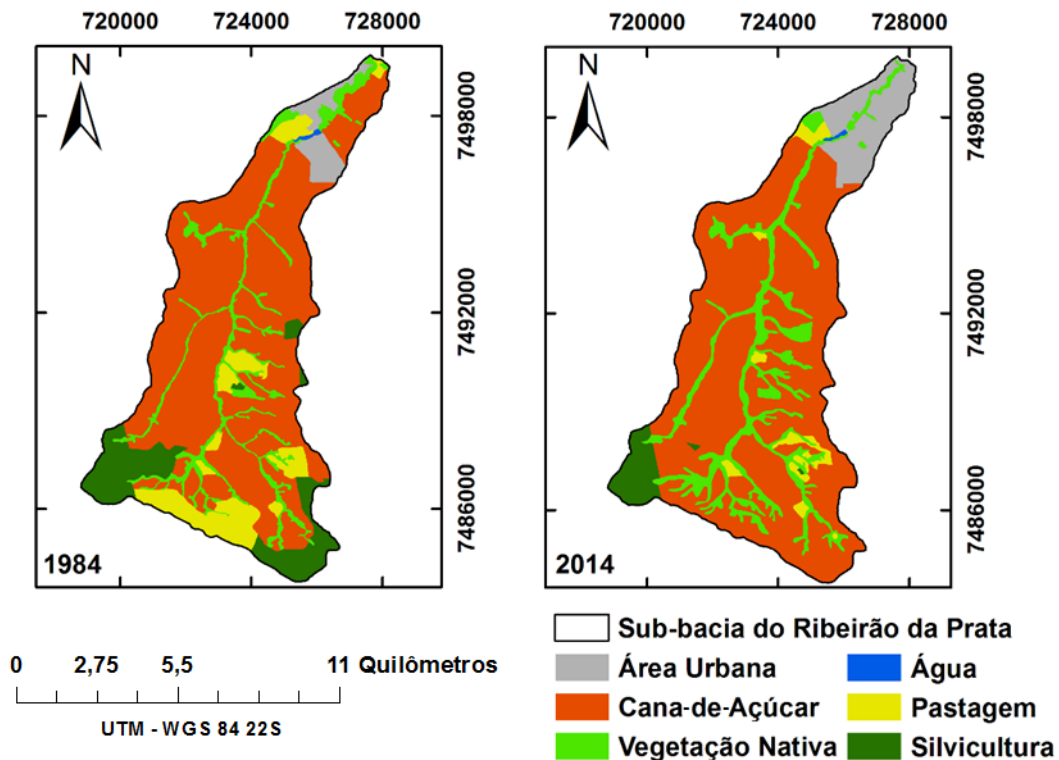 720000 724000 728000
720000 724000 728000
N
7498000
7492000
7486000
1984
N
7498000
7492000
7486000
2014
0 2,75 5,5 11 Quilômetros
UTM - WGS 84 22S
Sub-bacia do Ribeirão da Prata
Área Urbana
Água
Cana-de-Açúcar
Pastagem
Vegetação Nativa
Silvicultura